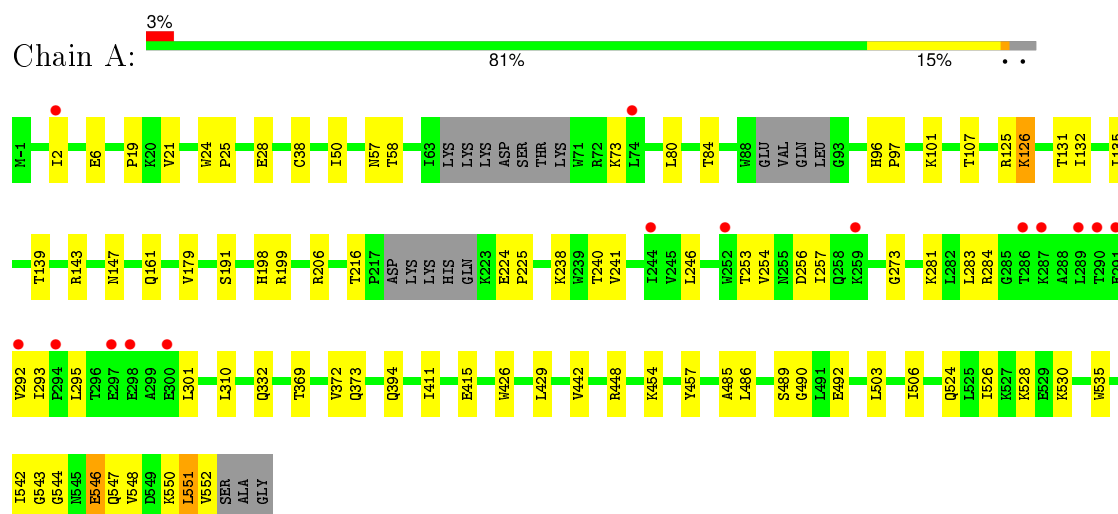 3%
Chain A:
81% 15% • •
M-1 I2 E6 P19 K20 V21 W24 P25 E28 C38 I50 N57 T58 I63 LYS LYS LYS ASP SER THR LYS W71 R72 K73 L74 L80 T84 W88 GLU VAL GLN LEU G93 H96 P97 K101 T107 R125 K126 T131 I132
T139 R143 N147 Q161 V179 S191 H198 R199 R206 T216 P217 ASP LYS LYS HIS GLN K223 E224 P225 K238 W239 T240 V241 I244 V245 L246 W252 T253 V254 N255 D256 I257 Q258 K259 G273 K281 L282 L283 R284 G285 T286 K287 A288 L289 T290
V292 I293 P294 L295 T296 E297 E298 A299 E300 L301 L310 Q332 T369 V372 Q373 Q394 I411 E415 W426 L429 V442 R448 K454 Y457 A485 L486 S489 G490 L491 E492 L503 I506 Q524 L525 I526 K527 K528 E529 K530 W535
I542 G543 G544 N545 E546 Q547 V548 D549 K550 L551 V552 SER ALA GLY